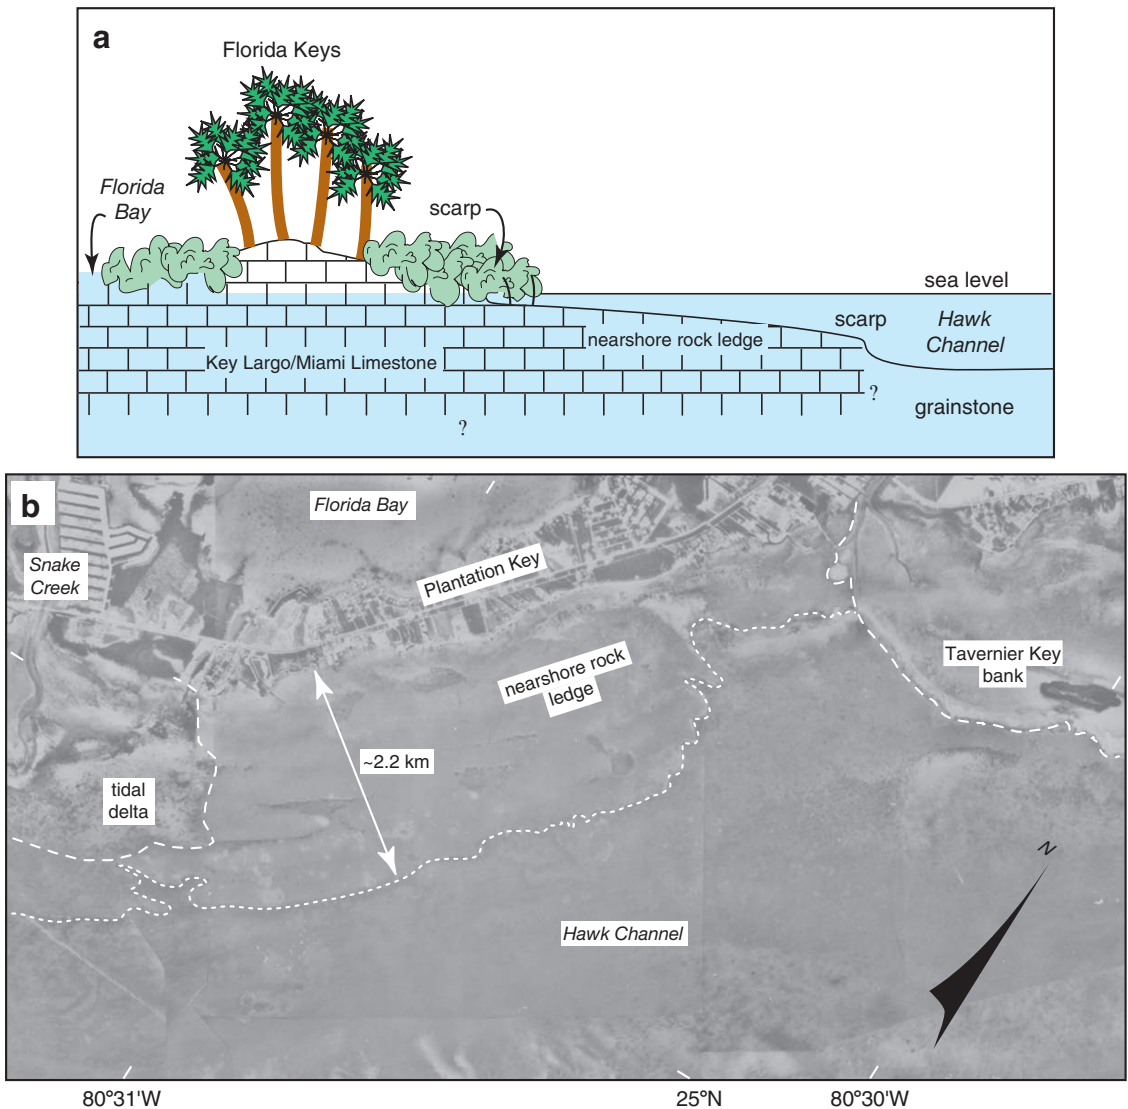 a
Florida Keys
Florida
Bay
scarp
sea level
scarp
Hawk
Channel
nearshore rock ledge
Key Largo/Miami Limestone
?
grainstone
?
b
Florida Bay
Snake
Creek
Plantation Key
nearshore rock
ledge
Tavernier Key
bank
~2.2 km
tidal
delta
N
Hawk Channel
80°31'W
25°N
80°30'W